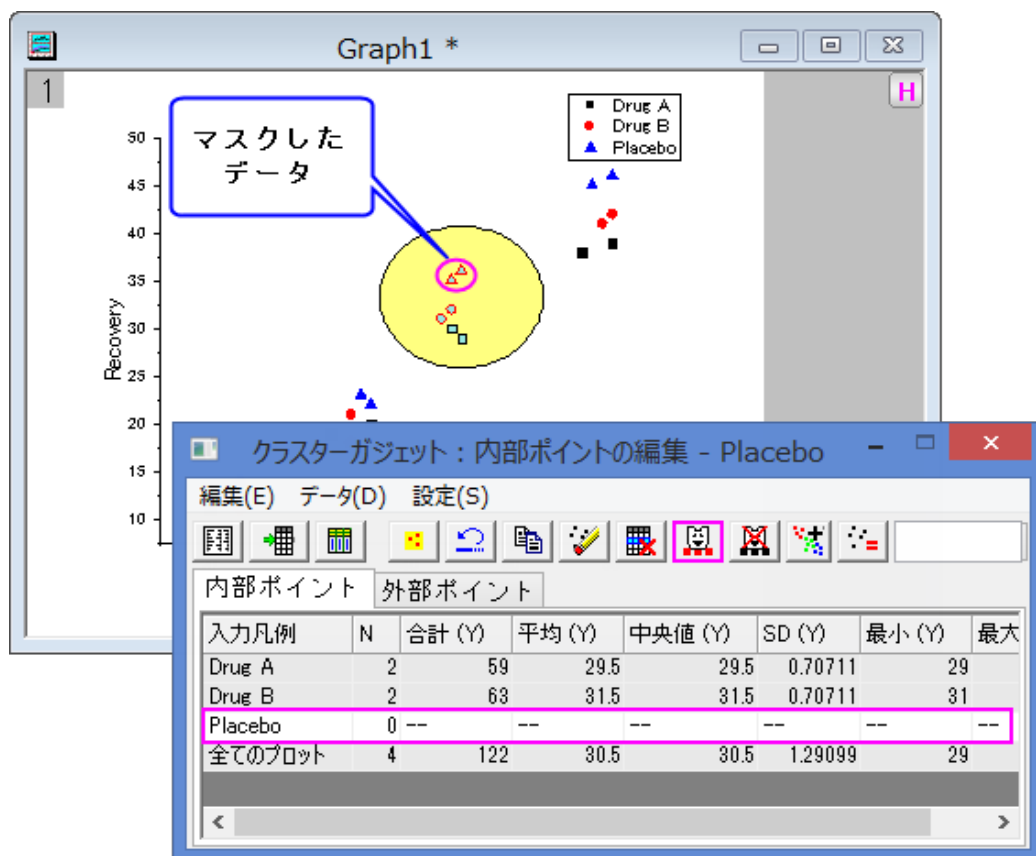 Graph1 *
1
H
マスクした
データ
Drug A
Drug B
Placebo
50
45
40
35
30
25
20
15
10
Recovery
クラスターガジェット：内部ポイントの編集 - Placebo
編集(E) データ(D) 設定(S)
内部ポイント 外部ポイント
入力凡例 N 合計 (Y) 平均 (Y) 中央値 (Y) SD (Y) 最小 (Y) 最大
Drug A 2 59 29.5 29.5 0.70711 29
Drug B 2 63 31.5 31.5 0.70711 31
Placebo 0 -- -- -- -- -- --
全てのプロット 4 122 30.5 30.5 1.29099 29